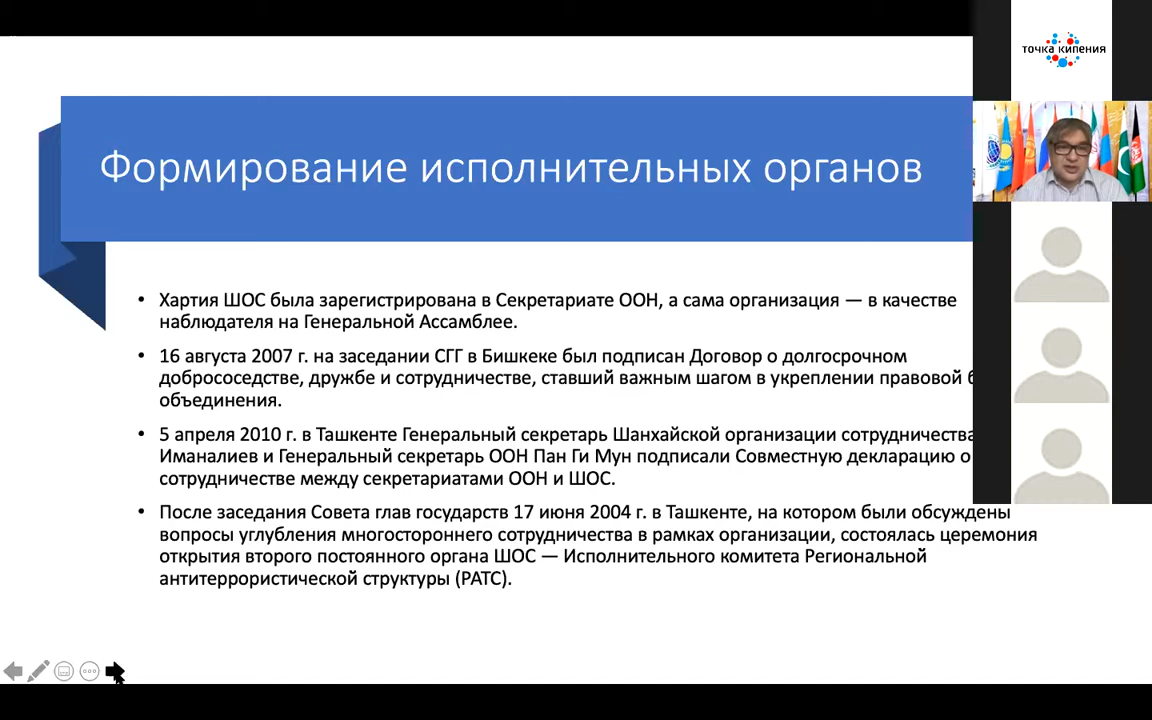 точка кипения
Формирование исполнительных органов
• Хартия ШОС была зарегистрирована в Секретариате ООН, а сама организация — в качестве
наблюдателя на Генеральной Ассамблее.
• 16 августа 2007 г. на заседании СГГ в Бишкеке был подписан Договор о долгосрочном
добрососедстве, дружбе и сотрудничестве, ставший важным шагом в укреплении правовой
объединения.
• 5 апреля 2010 г. в Ташкенте Генеральный секретарь Шанхайской организации сотрудничества
Иманалиев и Генеральный секретарь ООН Пан Ги Мун подписали Совместную декларацию о
сотрудничестве между секретариатами ООН и ШОС.
• После заседания Совета глав государств 17 июня 2004 г. в Ташкенте, на котором были обсуждены
вопросы углубления многостороннего сотрудничества в рамках организации, состоялась церемония
открытия второго постоянного органа ШОС — Исполнительного комитета Региональной
антитеррористической структуры (РАТС).